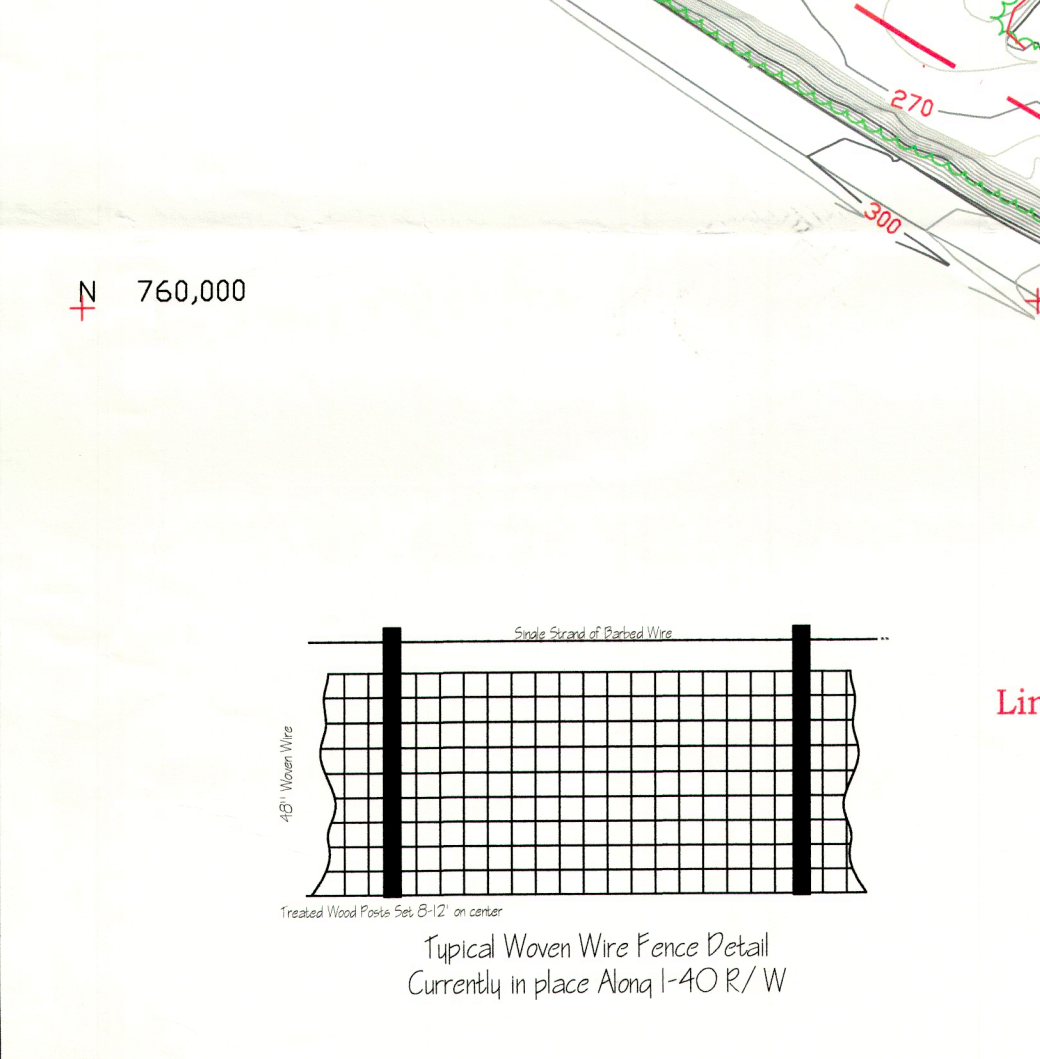 270
300
N 760,000
Single Strand of Barbed Wire
48" Woven Wire
Treated Wood Posts Set 8-12' on center
Typical Woven Wire Fence Detail
Currently in place Along I-40 R/W